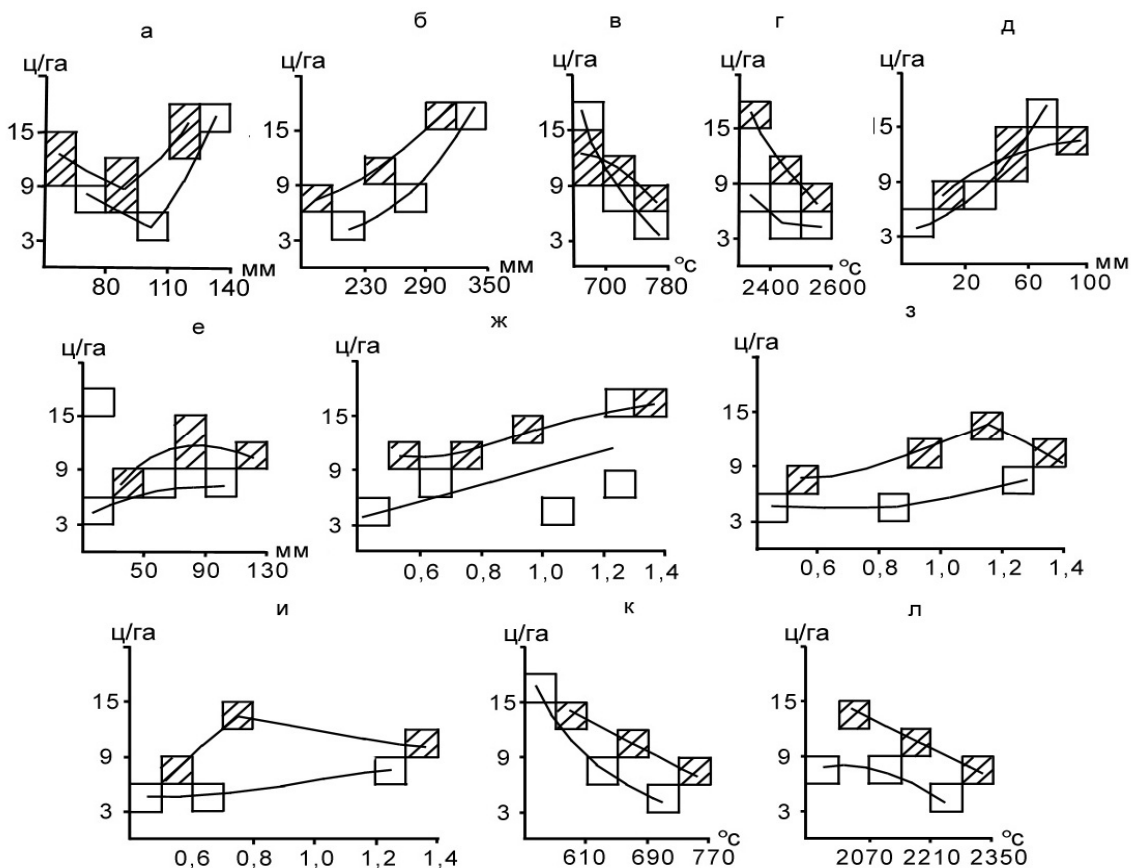 а б в г д
ц/га ц/га ц/га ц/га ц/га
15 15 15 15 15
9 9 9 9 9
3 3 3 3 3
80 110 140 мм 230 290 350 мм 700 780 °с 2400 2600 °с 20 60 100 мм
е ж з
ц/га ц/га ц/га
15 15 15
9 9 9
3 3 3
50 90 130 мм 0,6 0,8 1,0 1,2 1,4 0,6 0,8 1,0 1,2 1,4
и к л
ц/га ц/га ц/га
15 15 15
9 9 9
3 3 3
0,6 0,8 1,0 1,2 1,4 610 690 770 °с 2070 2210 2350 °с